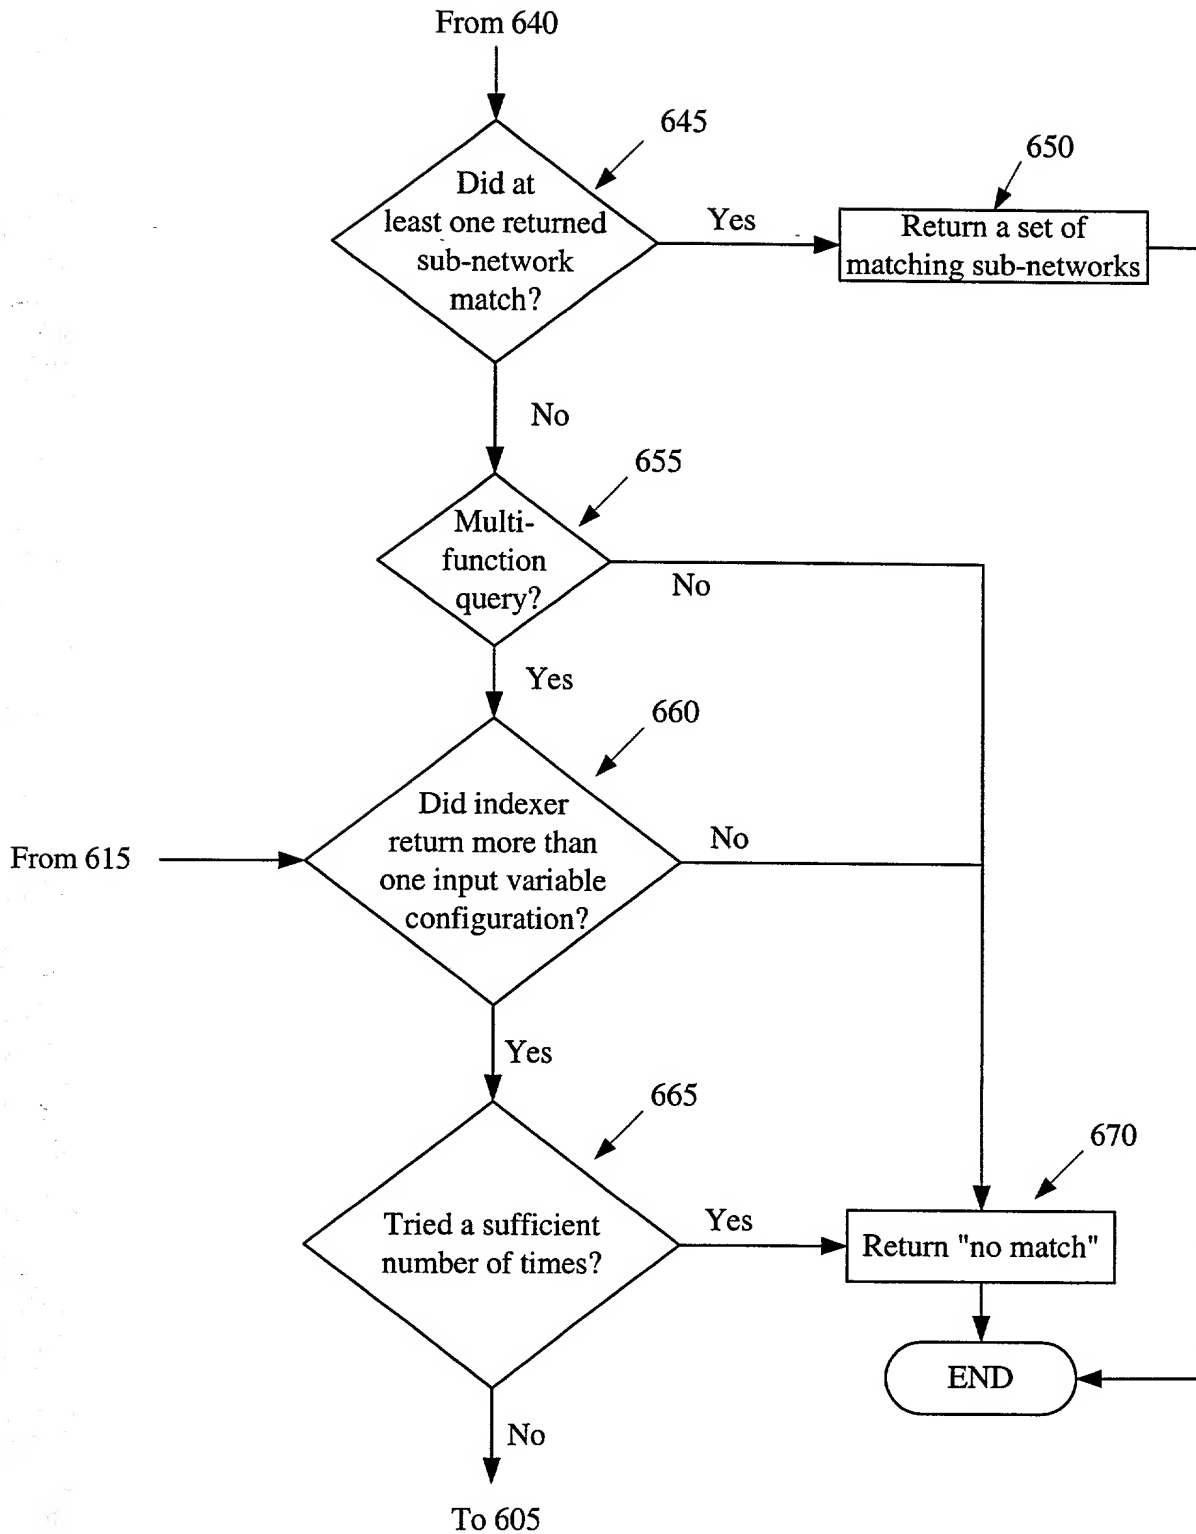 From 640
645
Did at
least one returned
sub-network
match?
Yes
650
Return a set of
matching sub-networks
No
655
Multi-
function
query?
No
Yes
660
Did indexer
return more than
one input variable
configuration?
No
From 615
Yes
665
Tried a sufficient
number of times?
Yes
670
Return "no match"
END
No
To 605